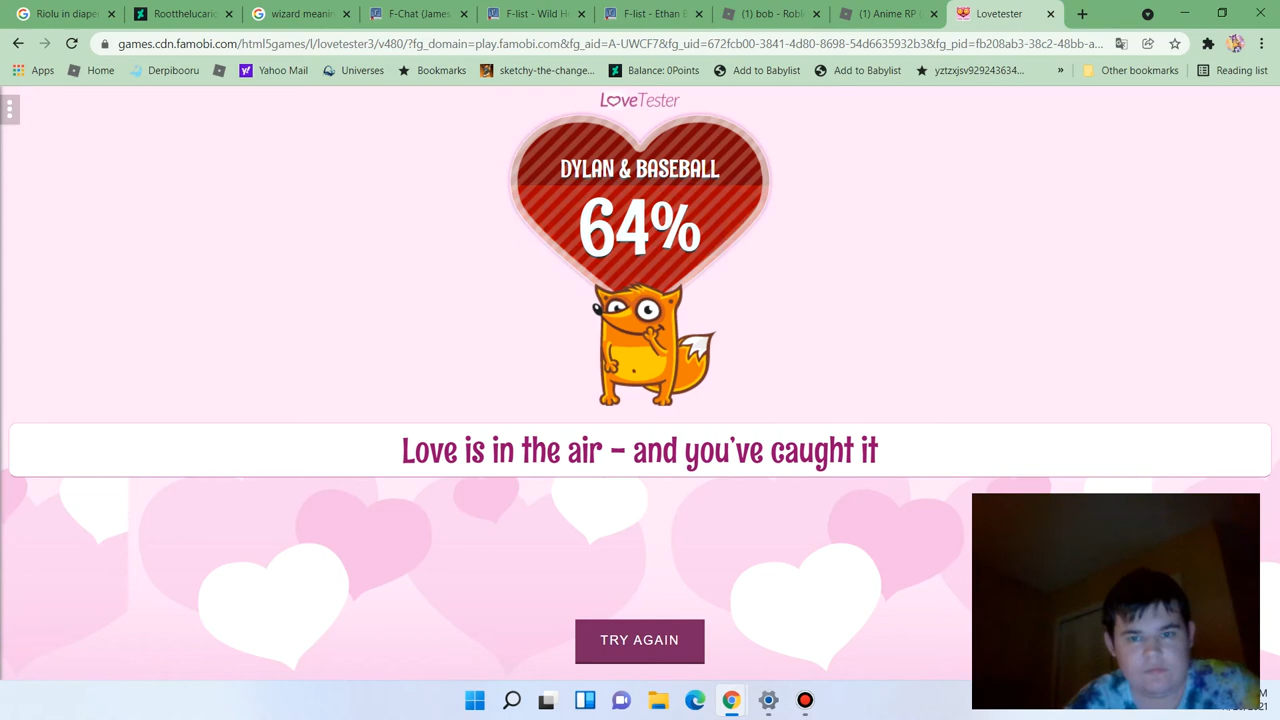 Riolu in diape
Rootthelucaric
wizard meanin
F-Chat (James
F-list - Wild H
F-list - Steph B
(1) bob - Rob
(1) Anime RP
Lovetester
games.cdn.famobi.com/html5games/l/lovetester3/v480/?fg_domain=play.famobi.com&fg_aid=A-UWCF7&fg_uid=672fcb00-3841-4d80-8698-54d6635932b3&fg_pid=fb208ab3-38c2-48bb-a...
Apps Home Derpibooru Yahoo Mail Universe Bookmarks sketchy-the-change... Balance: 0Points Add to Babylist Add to Babylist yztzxjsv929243634... » Other bookmarks Reading list
LoveTester
DYLAN & BASEBALL
64%
Love is in the air – and you've caught it
TRY AGAIN